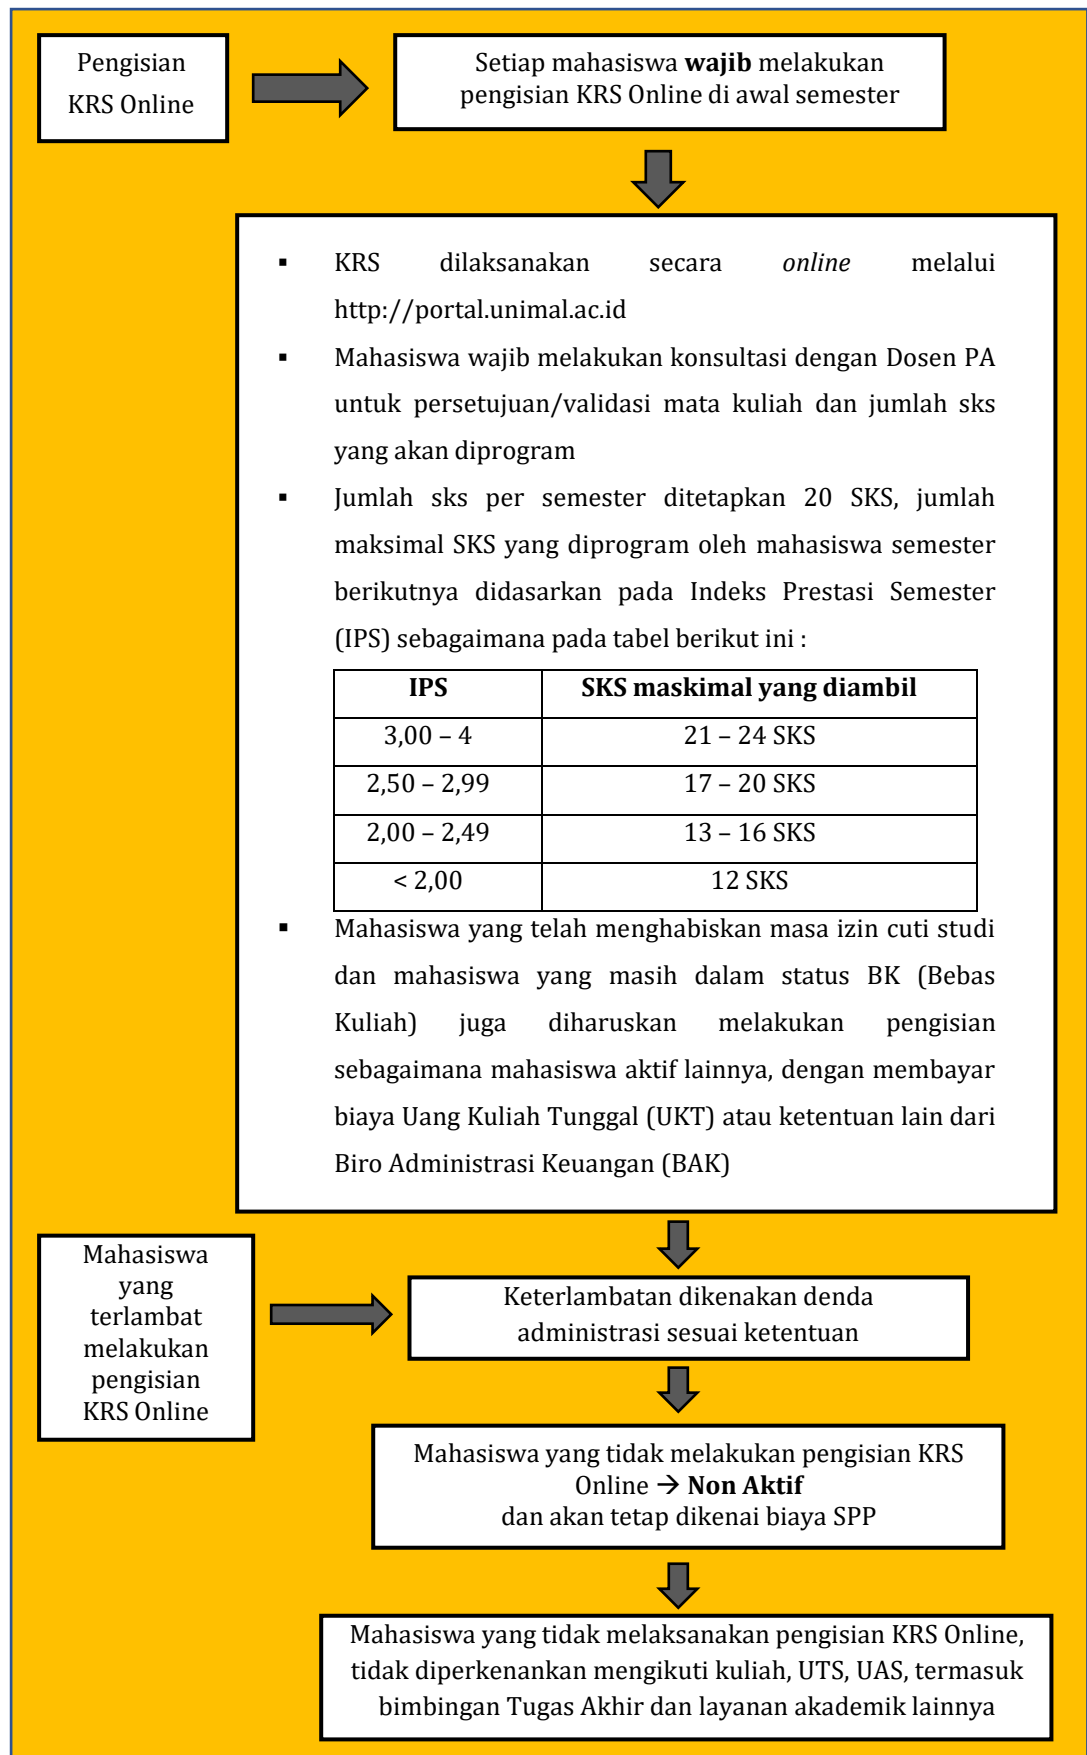 Pengisian
KRS Online
Setiap mahasiswa wajib melakukan
pengisian KRS Online di awal semester
▪ KRS dilaksanakan secara online melalui
http://portal.unimal.ac.id
▪ Mahasiswa wajib melakukan konsultasi dengan Dosen PA
untuk persetujuan/validasi mata kuliah dan jumlah sks
yang akan diprogram
▪ Jumlah sks per semester ditetapkan 20 SKS, jumlah
maksimal SKS yang diprogram oleh mahasiswa semester
berikutnya didasarkan pada Indeks Prestasi Semester
(IPS) sebagaimana pada tabel berikut ini :
IPS SKS maskimal yang diambil
3,00 – 4 21 – 24 SKS
2,50 – 2,99 17 – 20 SKS
2,00 – 2,49 13 – 16 SKS
< 2,00 12 SKS
▪ Mahasiswa yang telah menghabiskan masa izin cuti studi
dan mahasiswa yang masih dalam status BK (Bebas
Kuliah) juga diharuskan melakukan pengisian
sebagaimana mahasiswa aktif lainnya, dengan membayar
biaya Uang Kuliah Tunggal (UKT) atau ketentuan lain dari
Biro Administrasi Keuangan (BAK)
Mahasiswa
yang
terlambat
melakukan
pengisian
KRS Online
Keterlambatan dikenakan denda
administrasi sesuai ketentuan
Mahasiswa yang tidak melakukan pengisian KRS
Online → Non Aktif
dan akan tetap dikenai biaya SPP
Mahasiswa yang tidak melaksanakan pengisian KRS Online,
tidak diperkenankan mengikuti kuliah, UTS, UAS, termasuk
bimbingan Tugas Akhir dan layanan akademik lainnya